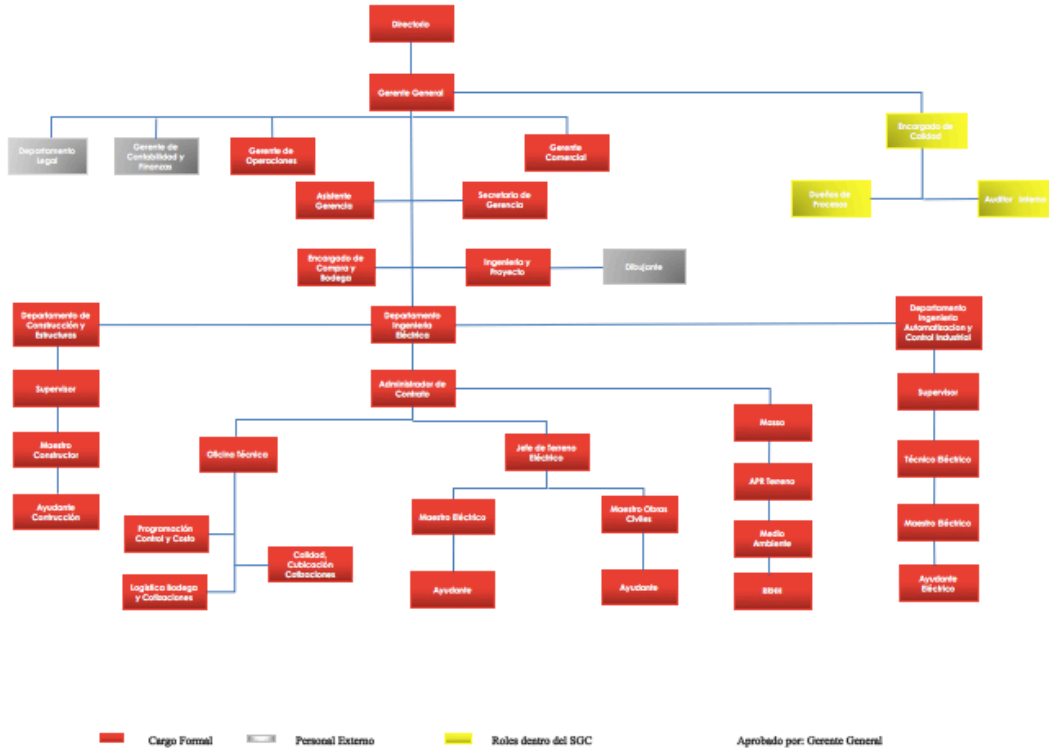 Directorio
Gerente General
Departamento
Legal
Gerente de
Contabilidad y
Finanzas
Gerente de
Operaciones
Gerente
Comercial
Encargado de
Calidad
Asistente
Gerencia
Secretaria de
Gerencia
Dueños de
Procesos
Auditor Interno
Encargado de
Compra y
Bodega
Ingeniería y
Proyecto
Dibujante
Departamento de
Construcción y
Estructuras
Departamento
Ingeniería
Eléctrico
Departamento
Ingeniería
Automatizacion y
Control Industrial
Supervisor
Administrador de
Contrato
Supervisor
Maestro
Constructor
Oficina Técnica
Jefe de Terreno
Eléctrico
Masso
Técnico Eléctrico
Ayudante
Contrucción
APR Terreno
Maestro Eléctrico
Maestro Obras
Civiles
Maestro Eléctrico
Programación
Control y Costo
Calidad,
Cubicación
Cotizaciones
Medio
Ambiente
Logística Bodega
y Cotizaciones
Ayudante
Ayudante
RRHH
Ayudante
Eléctrico
Cargo Formal
Personal Externo
Roles dentro del SGC
Aprobado por: Gerente General